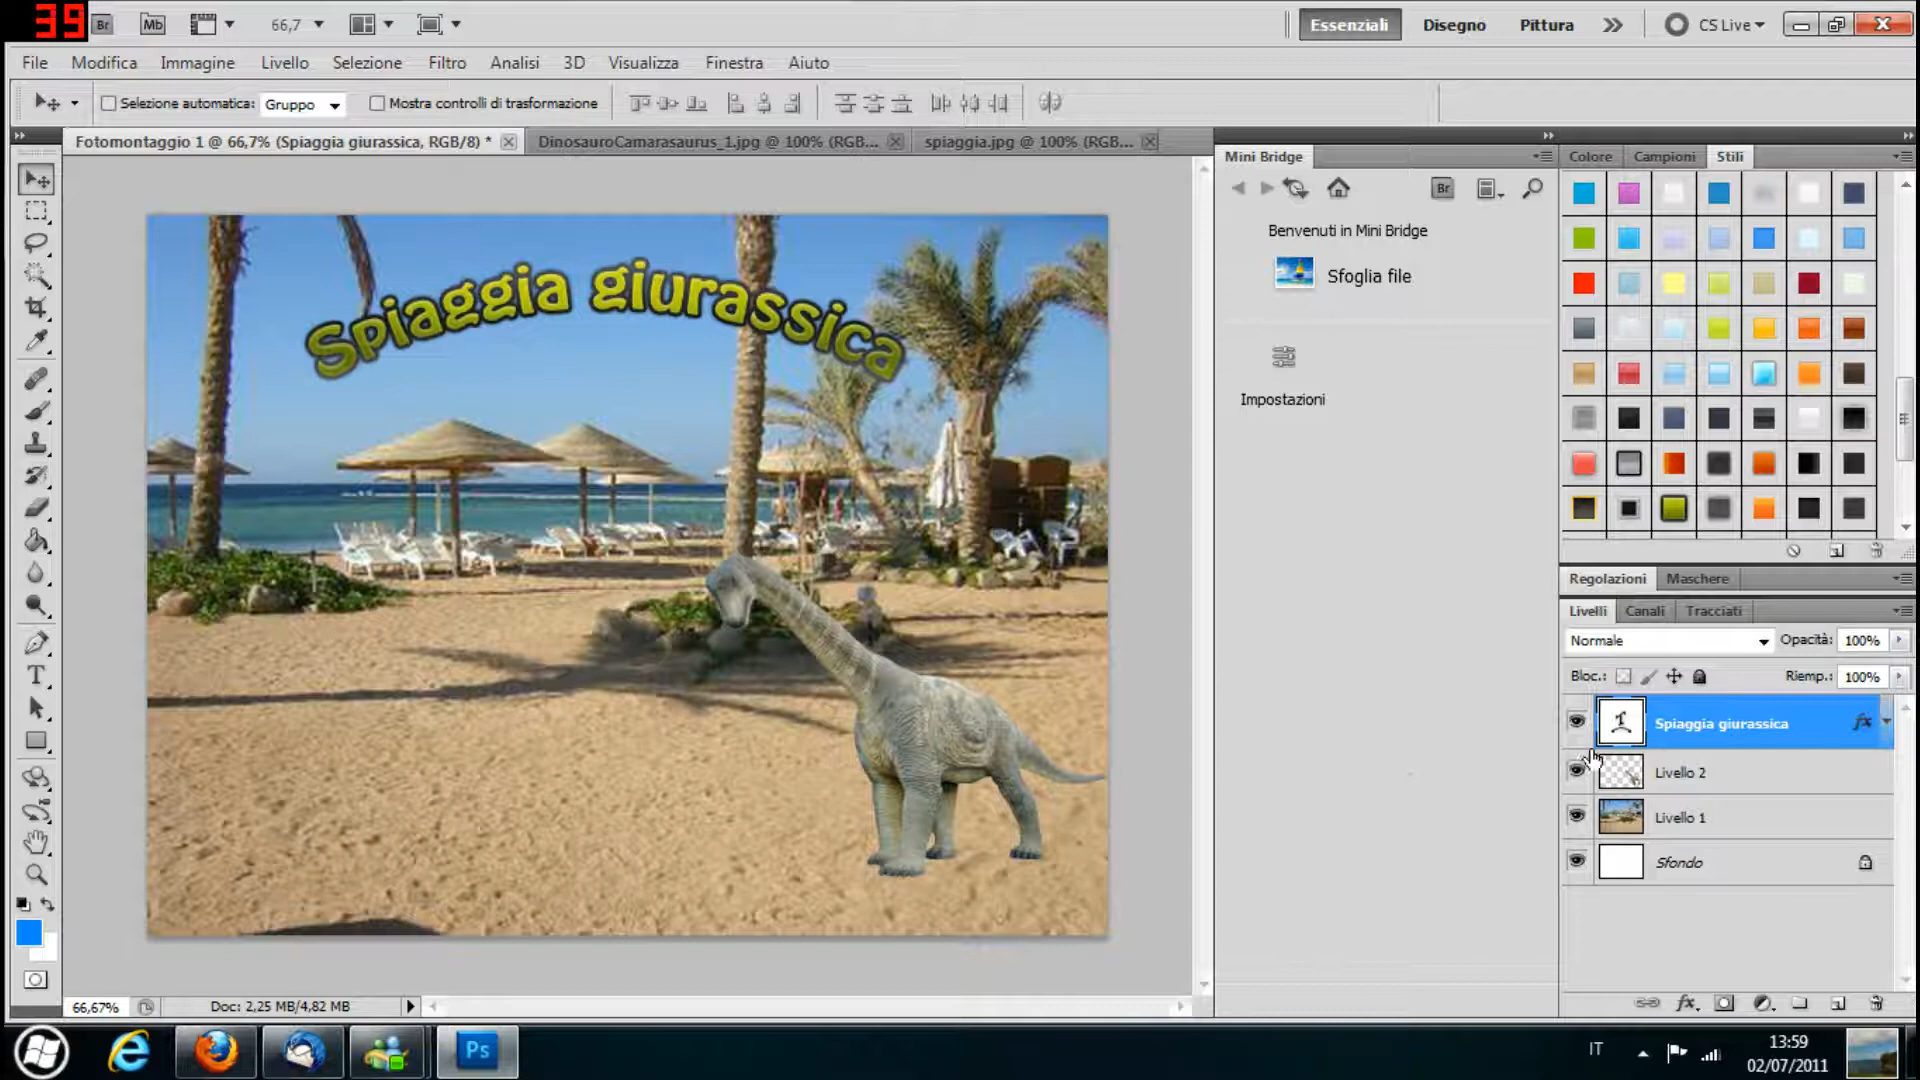 39 Br Mb 66,7 Essenziali Disegno Pittura CS Live
File Modifica Immagine Livello Selezione Filtro Analisi 3D Visualizza Finestra Aiuto
Selezione automatica: Gruppo Mostra controlli di trasformazione
Fotomontaggio 1 @ 66,7% (Spiaggia giurassica, RGB/8) * DinosauroCamarasaurus_1.jpg @ 100% (RGB... spiaggia.jpg @ 100% (RGB...
Mini Bridge
Colore Campioni Stili
Br
Benvenuti in Mini Bridge
Sfoglia file
Impostazioni
Spiaggia giurassica
Regolazioni Maschere
Livelli Canali Tracciati
Normale Opacità: 100%
Bloc.: Riemp.: 100%
T Spiaggia giurassica fx
Livello 2
Livello 1
Sfondo
T
66,67% Doc: 2,25 MB/4,82 MB
fx
Ps IT 13:59
02/07/2011